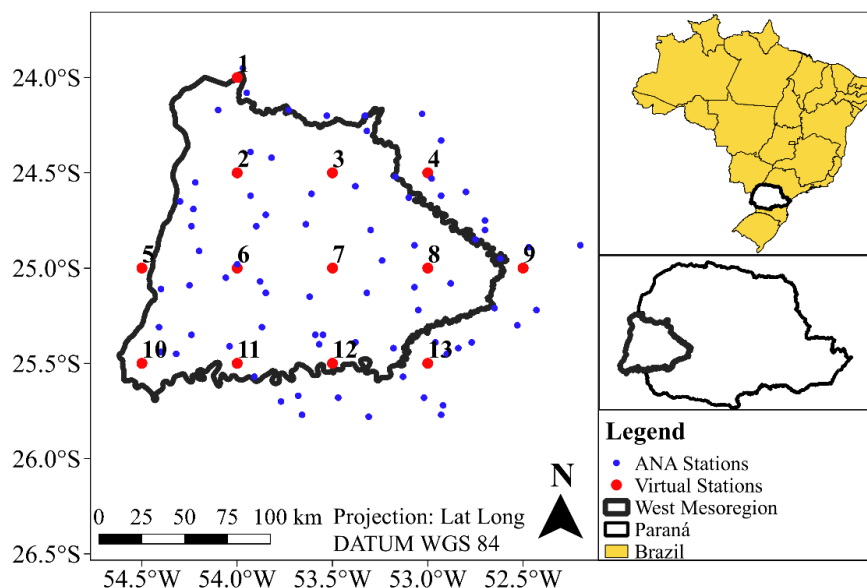 1
24.0°S
2
3
4
24.5°S
5
6
7
8
9
25.0°S
10
11
12
13
25.5°S
26.0°S
N
0 25 50 75 100 km
Projection: Lat Long
DATUM WGS 84
26.5°S
54.5°W 54.0°W 53.5°W 53.0°W 52.5°W
Legend
ANA Stations
Virtual Stations
West Mesoregion
Paraná
Brazil